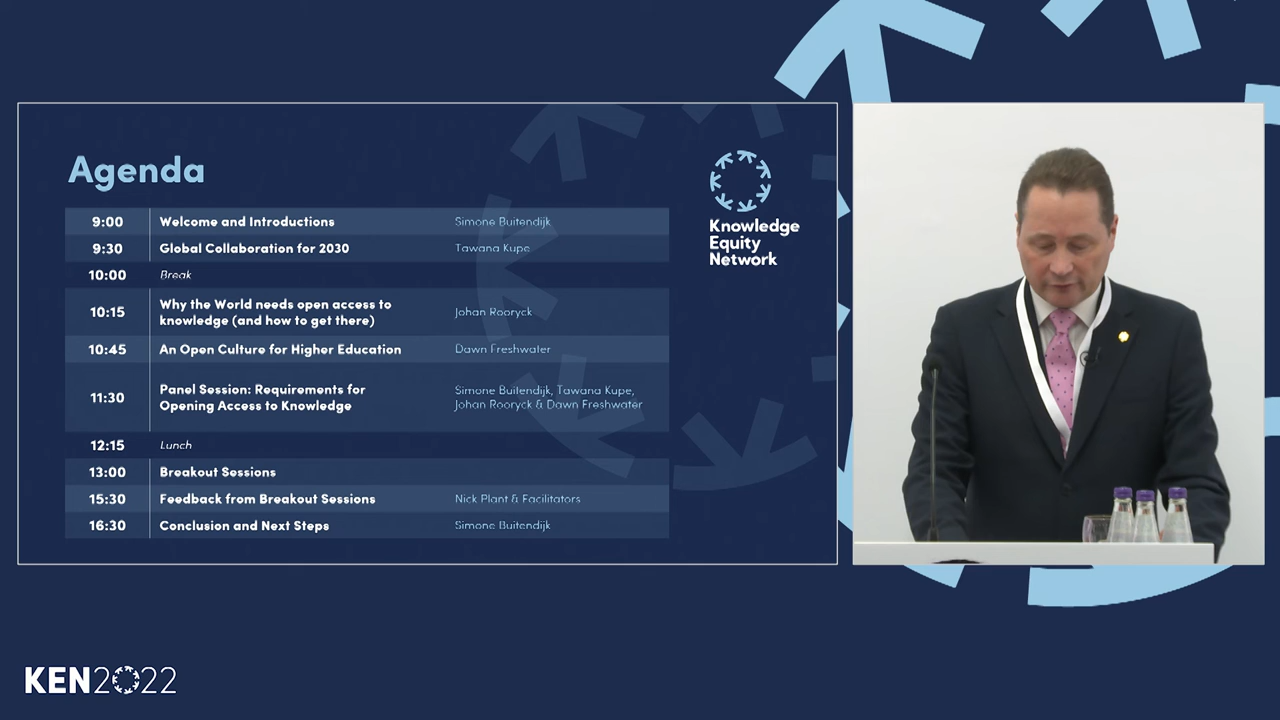 Agenda
9:00 Welcome and Introductions Simone Buitendijk
9:30 Global Collaboration for 2030 Tawana Kupe
10:00 Break
10:15 Why the World needs open access to
knowledge (and how to get there) Johan Rooryck
10:45 An Open Culture for Higher Education Dawn Freshwater
11:30 Panel Session: Requirements for
Opening Access to Knowledge Simone Buitendijk, Tawana Kupe,
Johan Rooryck & Dawn Freshwater
12:15 Lunch
13:00 Breakout Sessions
15:30 Feedback from Breakout Sessions Nick Plant & Facilitators
16:30 Conclusion and Next Steps Simone Buitendijk
Knowledge
Equity
Network
KEN2022